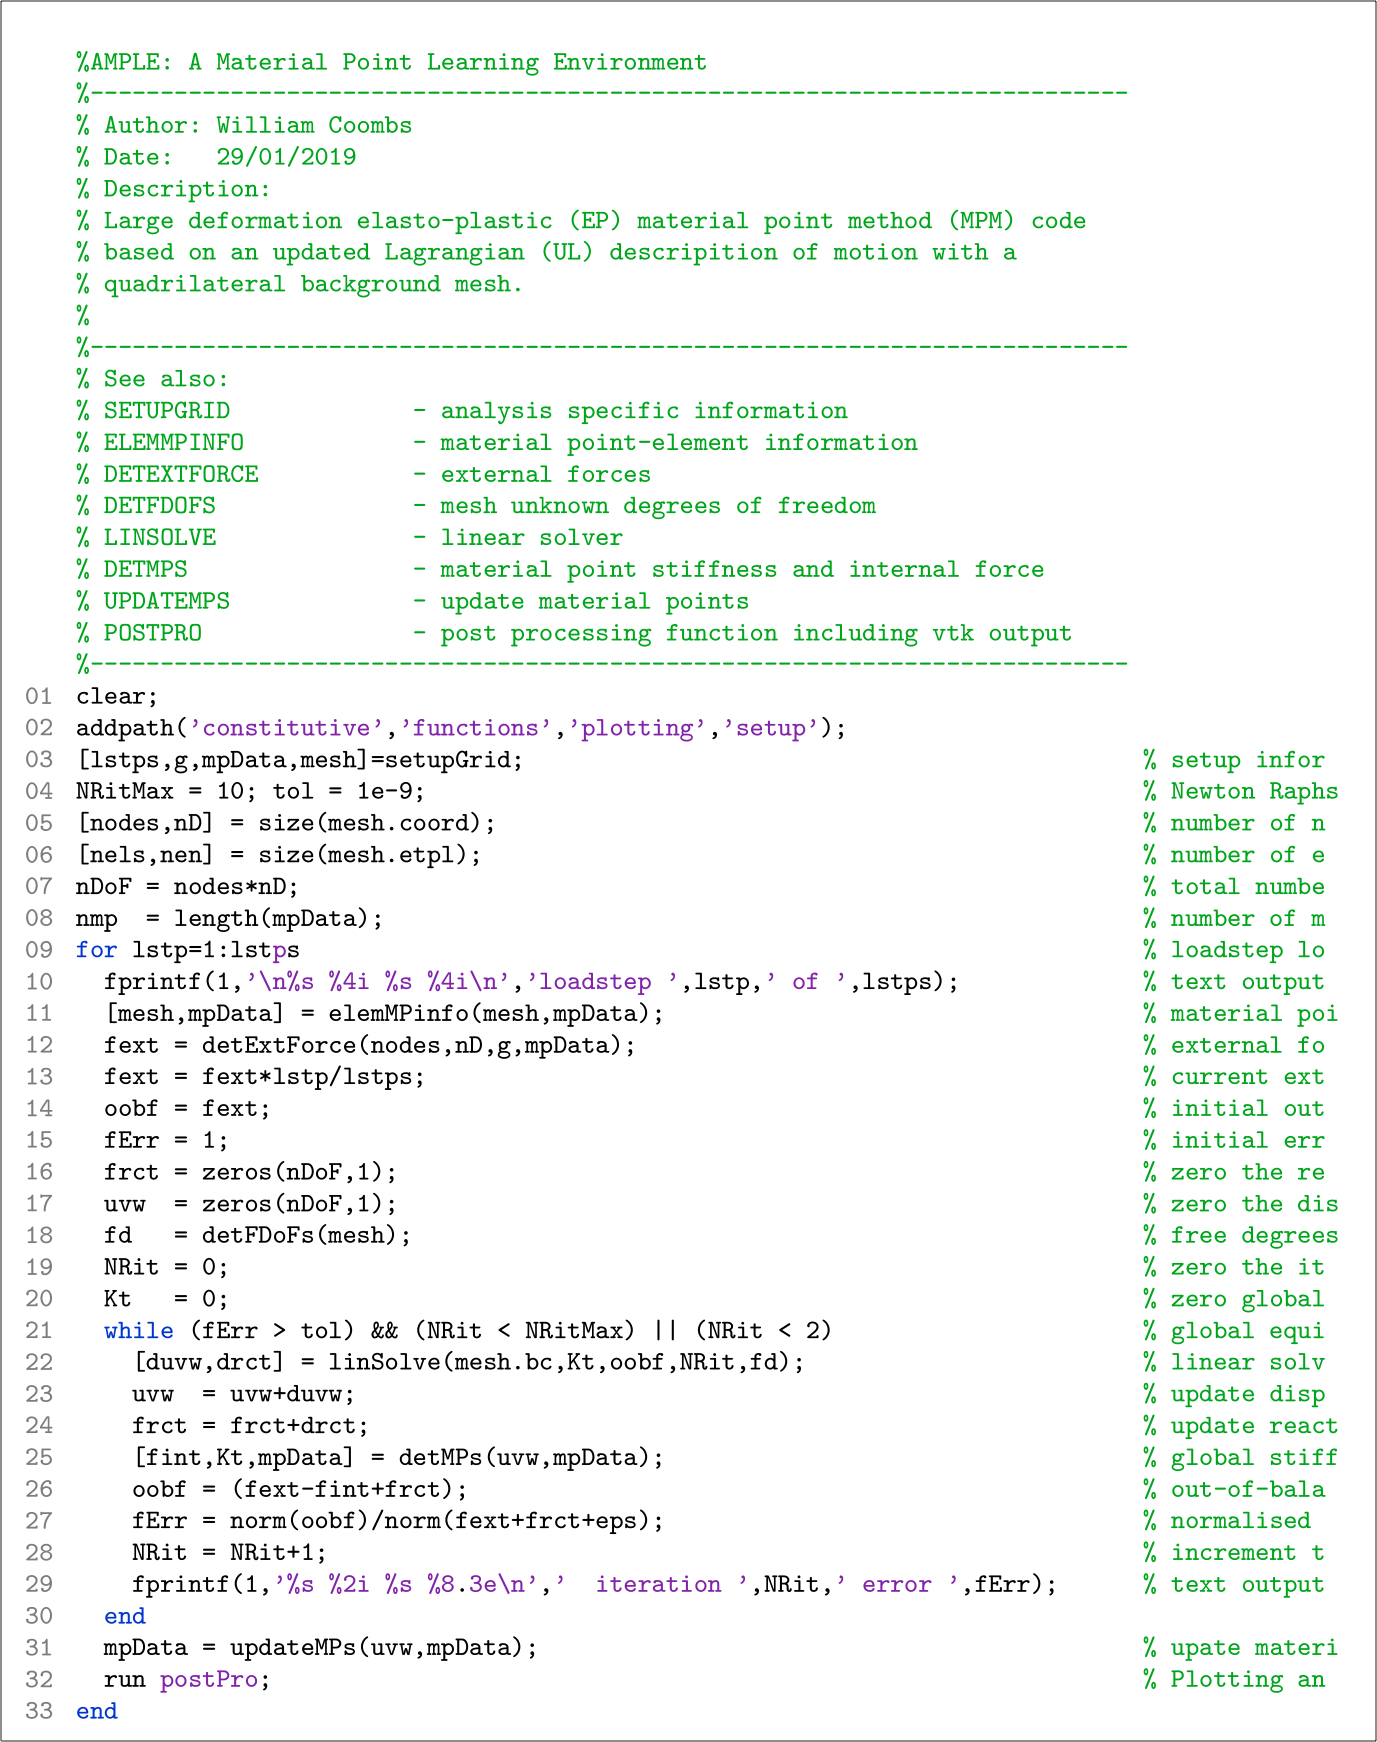 %AMPLE: A Material Point Learning Environment
%--------------------------------------------------------------------------
% Author: William Coombs
% Date:   29/01/2019
% Description:
% Large deformation elasto-plastic (EP) material point method (MPM) code
% based on an updated Lagrangian (UL) descripition of motion with a
% quadrilateral background mesh.
%
%--------------------------------------------------------------------------
% See also:
% SETUPGRID             - analysis specific information
% ELEMMPINFO            - material point-element information
% DETEXTFORCE           - external forces
% DETFDOFS              - mesh unknown degrees of freedom
% LINSOLVE              - linear solver
% DETMPS                - material point stiffness and internal force
% UPDATEMPS             - update material points
% POSTPRO               - post processing function including vtk output
%--------------------------------------------------------------------------
01 clear;
02 addpath('constitutive','functions','plotting','setup');
03 [lstps,g,mpData,mesh]=setupGrid; % setup infor
04 NRitMax = 10; tol = 1e-9; % Newton Raphs
05 [nodes,nD] = size(mesh.coord); % number of n
06 [nels,nen] = size(mesh.etpl); % number of e
07 nDoF = nodes*nD; % total numbe
08 nmp  = length(mpData); % number of m
09 for lstp=1:lstps % loadstep lo
10   fprintf(1,'\n%s %4i %s %4i\n','loadstep ',lstp,' of ',lstps); % text output
11   [mesh,mpData] = elemMPinfo(mesh,mpData); % material poi
12   fext = detExtForce(nodes,nD,g,mpData); % external fo
13   fext = fext*lstp/lstps; % current ext
14   oobf = fext; % initial out
15   fErr = 1; % initial err
16   frct = zeros(nDoF,1); % zero the re
17   uvw  = zeros(nDoF,1); % zero the dis
18   fd   = detFDoFs(mesh); % free degrees
19   NRit = 0; % zero the it
20   Kt   = 0; % zero global
21   while (fErr > tol) && (NRit < NRitMax) || (NRit < 2) % global equi
22     [duvw,drct] = linSolve(mesh.bc,Kt,oobf,NRit,fd); % linear solv
23     uvw  = uvw+duvw; % update disp
24     frct = frct+drct; % update react
25     [fint,Kt,mpData] = detMPs(uvw,mpData); % global stiff
26     oobf = (fext-fint+frct); % out-of-bala
27     fErr = norm(oobf)/norm(fext+frct+eps); % normalised
28     NRit = NRit+1; % increment t
29     fprintf(1,'%s %2i %s %8.3e\n','  iteration ',NRit,' error ',fErr); % text output
30   end
31   mpData = updateMPs(uvw,mpData); % upate materi
32   run postPro; % Plotting an
33 end